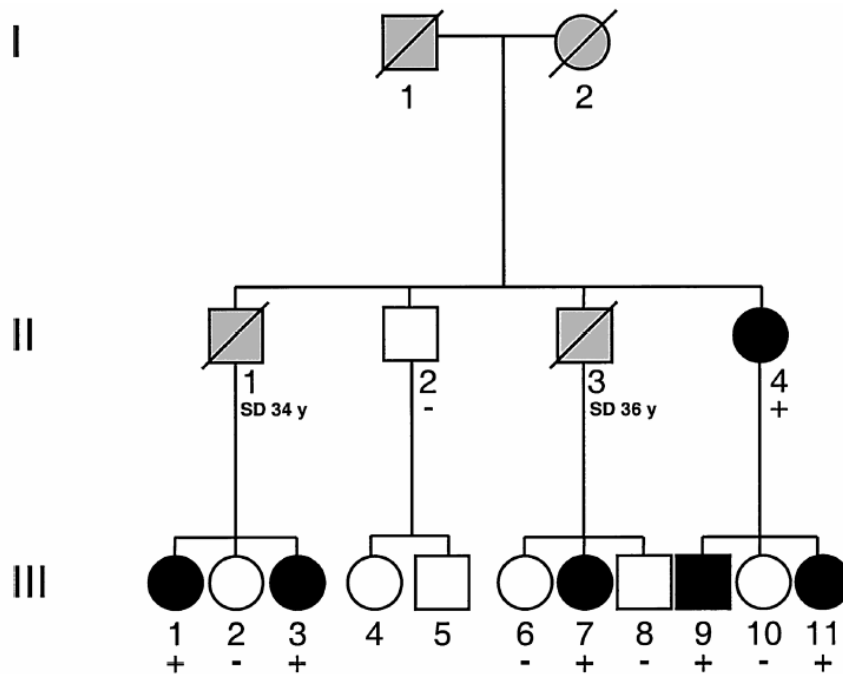 I
1 2
II
1 2 3 4
SD 34 y - SD 36 y +
III
1 2 3 4 5 6 7 8 9 10 11
+ - + - + - + - +